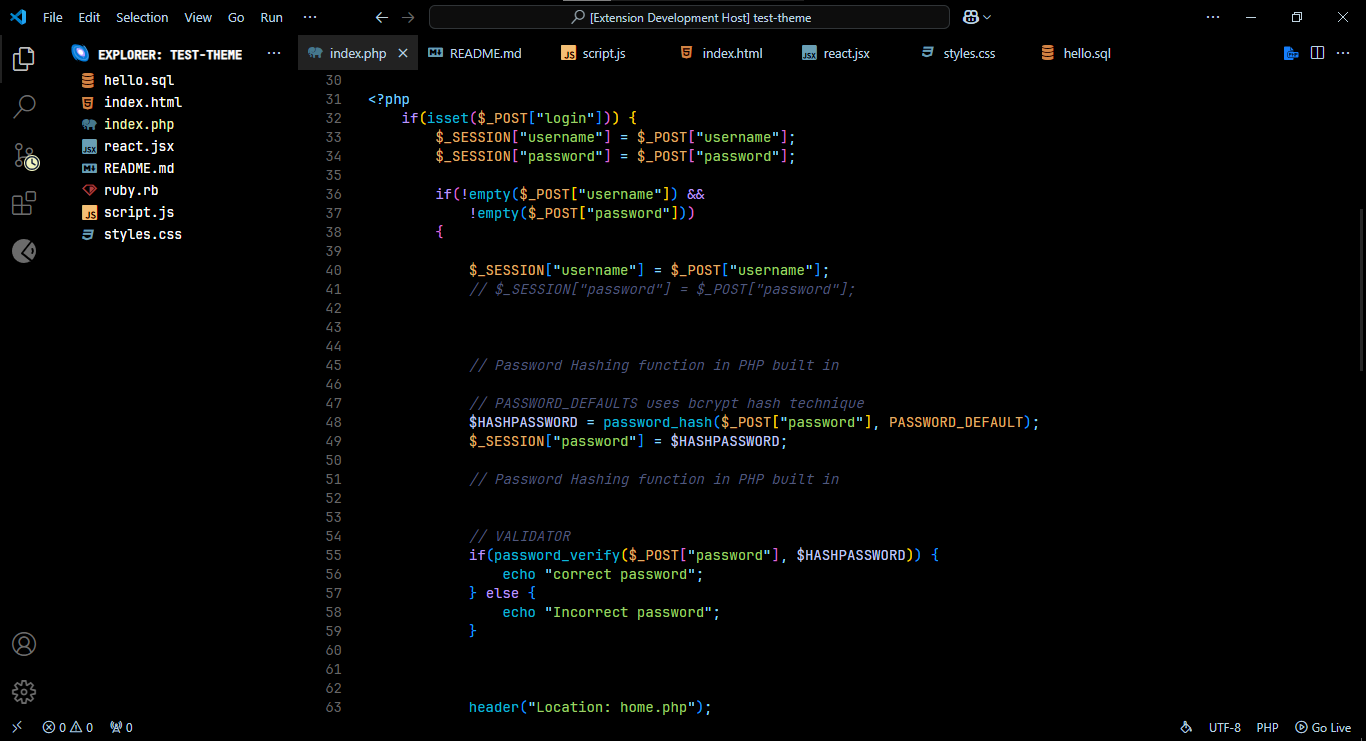 File Edit Selection View Go Run ···
[Extension Development Host] test-theme
EXPLORER: TEST-THEME ···
hello.sql
index.html
index.php
react.jsx
README.md
ruby.rb
script.js
styles.css
index.php README.md script.js index.html react.jsx styles.css hello.sql
30
31 <?php
32 if(isset($_POST["login"])) {
33 $_SESSION["username"] = $_POST["username"];
34 $_SESSION["password"] = $_POST["password"];
35
36 if(!empty($_POST["username"]) &&
37 !empty($_POST["password"]))
38 {
39
40 $_SESSION["username"] = $_POST["username"];
41 // $_SESSION["password"] = $_POST["password"];
42
43
44
45 // Password Hashing function in PHP built in
46
47 // PASSWORD_DEFAULTS uses bcrypt hash technique
48 $HASHPASSWORD = password_hash($_POST["password"], PASSWORD_DEFAULT);
49 $_SESSION["password"] = $HASHPASSWORD;
50
51 // Password Hashing function in PHP built in
52
53
54 // VALIDATOR
55 if(password_verify($_POST["password"], $HASHPASSWORD)) {
56 echo "correct password";
57 } else {
58 echo "Incorrect password";
59 }
60
61
62
63 header("Location: home.php");
0 0 0 UTF-8 PHP Go Live